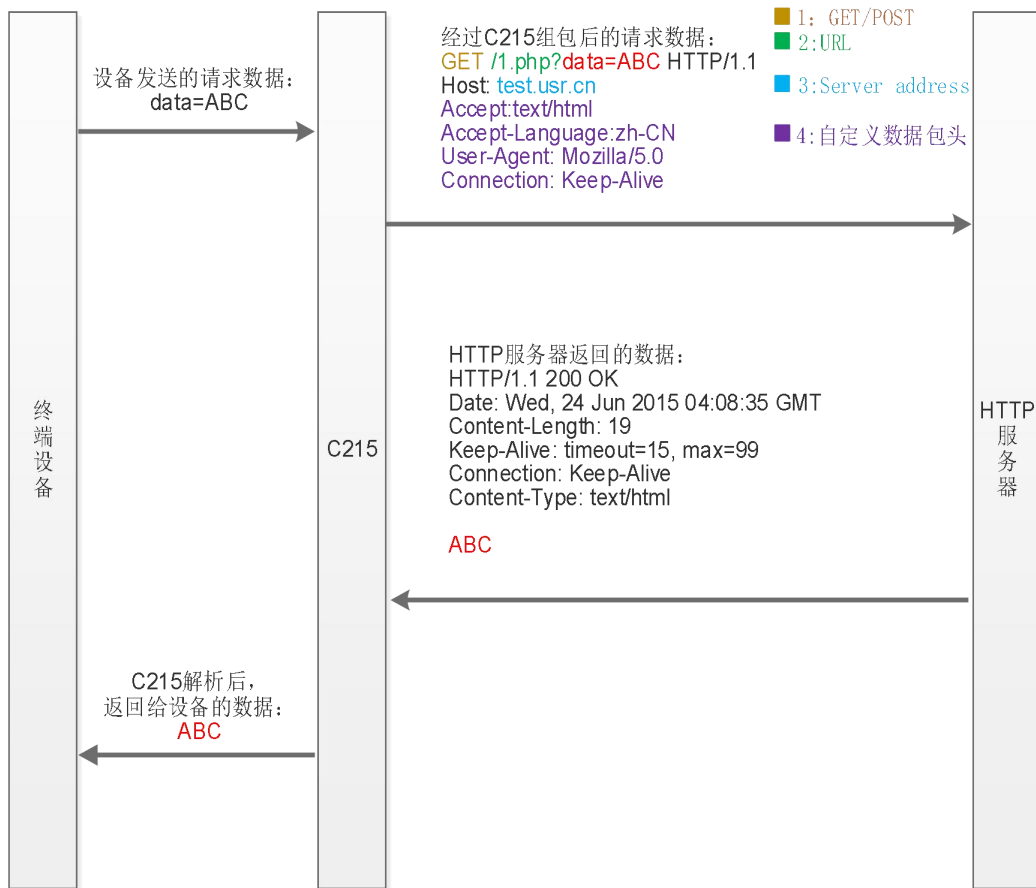 设备发送的请求数据：
data=ABC
经过C215组包后的请求数据：
GET /1.php?data=ABC HTTP/1.1
Host: test.usr.cn
Accept:text/html
Accept-Language:zh-CN
User-Agent: Mozilla/5.0
Connection: Keep-Alive
1: GET/POST
2:URL
3:Server address
4:自定义数据包头
终端设备
C215
HTTP服务器
HTTP服务器返回的数据：
HTTP/1.1 200 OK
Date: Wed, 24 Jun 2015 04:08:35 GMT
Content-Length: 19
Keep-Alive: timeout=15, max=99
Connection: Keep-Alive
Content-Type: text/html
ABC
C215解析后，
返回给设备的数据：
ABC